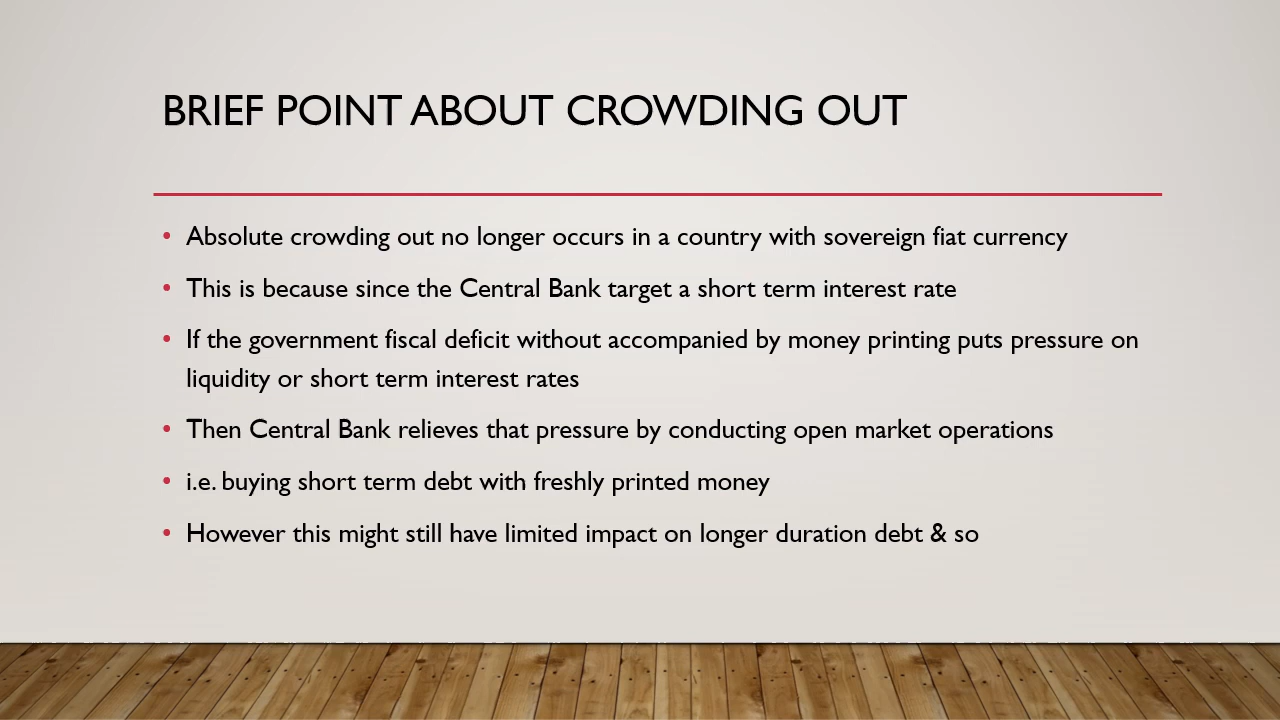 BRIEF POINT ABOUT CROWDING OUT
• Absolute crowding out no longer occurs in a country with sovereign fiat currency
• This is because since the Central Bank target a short term interest rate
• If the government fiscal deficit without accompanied by money printing puts pressure on
liquidity or short term interest rates
• Then Central Bank relieves that pressure by conducting open market operations
• i.e. buying short term debt with freshly printed money
• However this might still have limited impact on longer duration debt & so